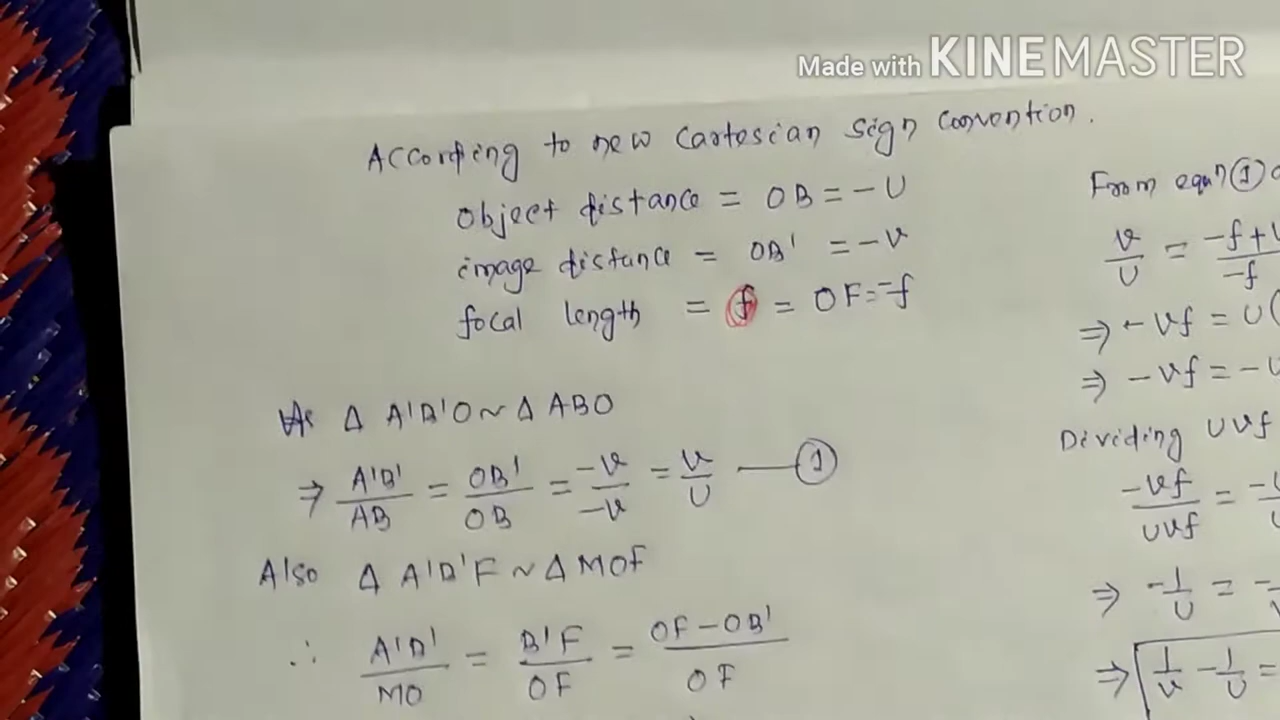 Made with KINEMASTER
According to new Cartesian sign convention.
Object distance = OB = -U
image distance = OB' = -v
focal length = f = OF = -f
As Δ A'B'O ~ Δ ABO
⇒ A'B'/AB = OB'/OB = -v/-v = v/U — ①
Also Δ A'B'F ~ Δ MOF
∴ A'B'/MO = B'F/OF = OF - OB'/OF
From equn ①
v/U = -f+/-f
⇒ -vf = U(
⇒ -vf = -
Dividing uvf
-vf/uvf = -
⇒ -1/U = -
⇒ 1/v - 1/U =